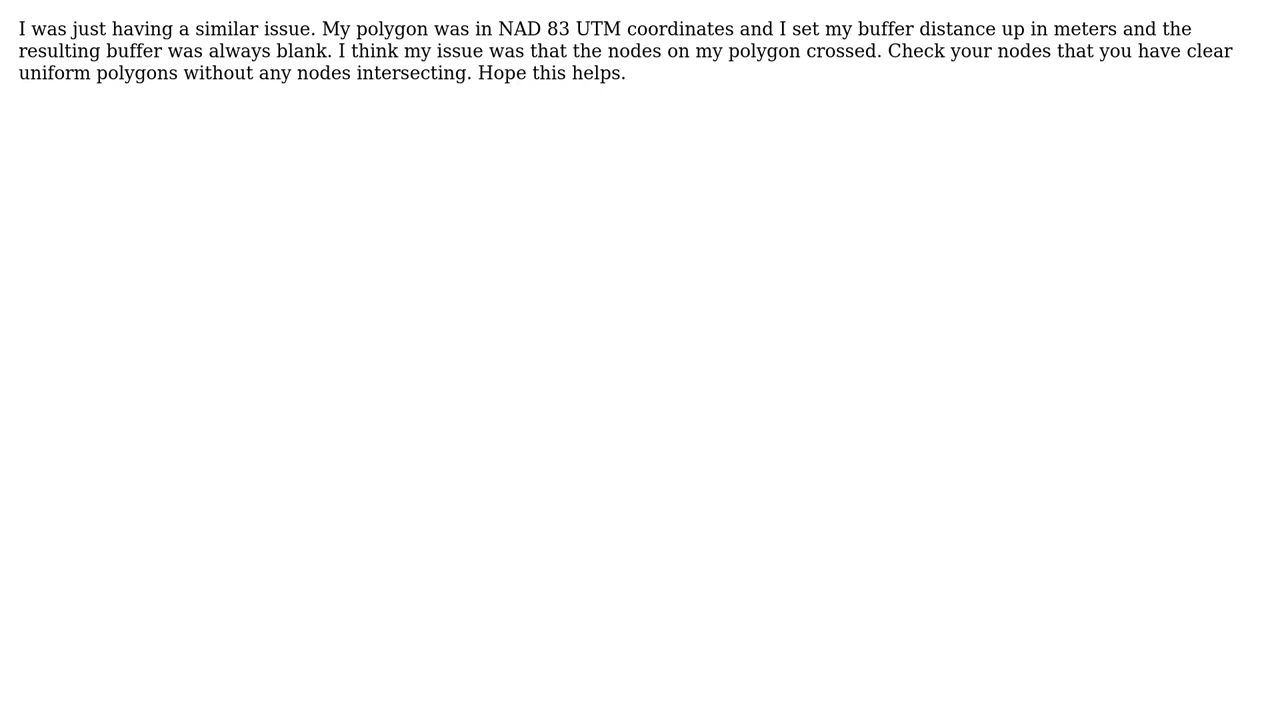 I was just having a similar issue. My polygon was in NAD 83 UTM coordinates and I set my buffer distance up in meters and the
resulting buffer was always blank. I think my issue was that the nodes on my polygon crossed. Check your nodes that you have clear
uniform polygons without any nodes intersecting. Hope this helps.